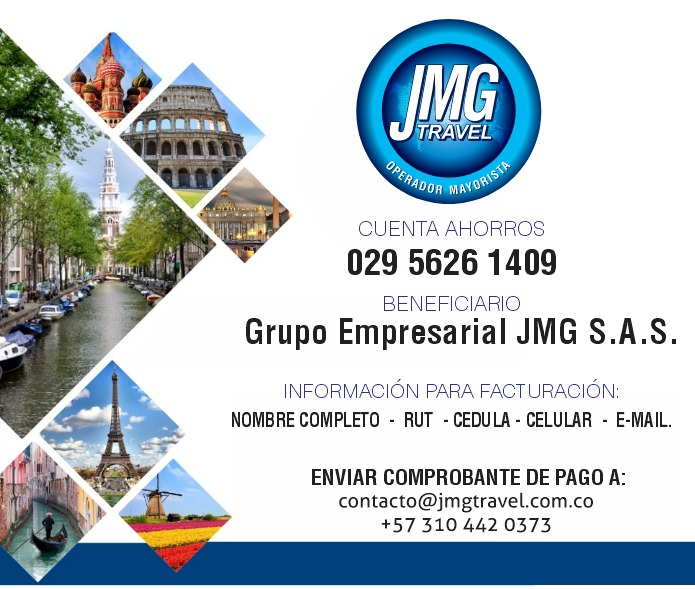 JMG
TRAVEL
OPERADOR MAYORISTA
CUENTA AHORROS
029 5626 1409
BENEFICIARIO
Grupo Empresarial JMG S.A.S.
INFORMACIÓN PARA FACTURACIÓN:
NOMBRE COMPLETO - RUT - CEDULA - CELULAR - E-MAIL.
ENVIAR COMPROBANTE DE PAGO A:
contacto@jmgtravel.com.co
+57 310 442 0373